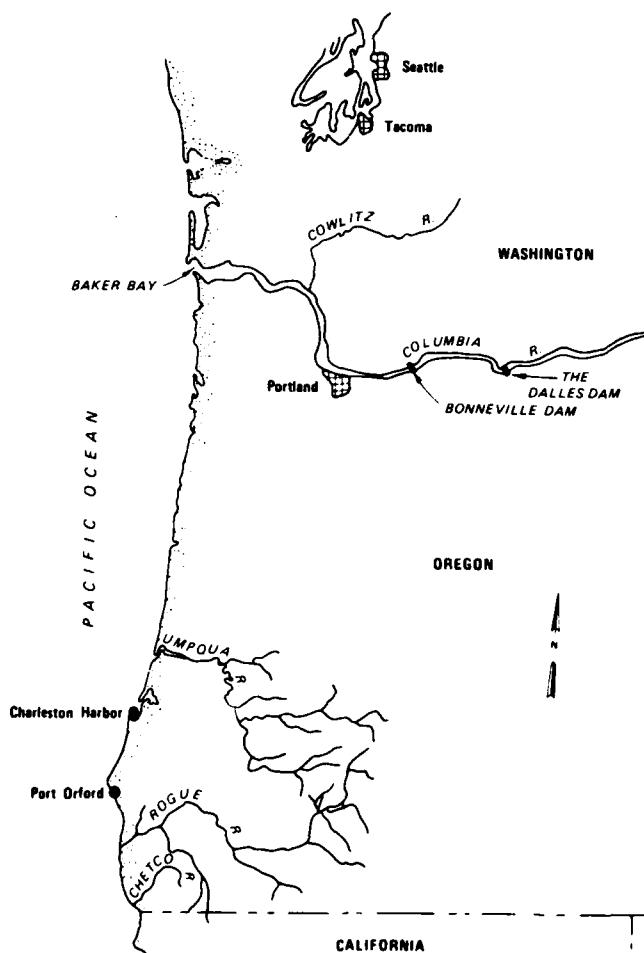 Seattle
Tacoma
COWLITZ R.
WASHINGTON
BAKER BAY
COLUMBIA R.
Portland
THE
DALLES DAM
BONNEVILLE DAM
PACIFIC OCEAN
OREGON
N
UMPQUA R
Charleston Harbor
Port Orford
ROGUE R
CHETCO R
CALIFORNIA